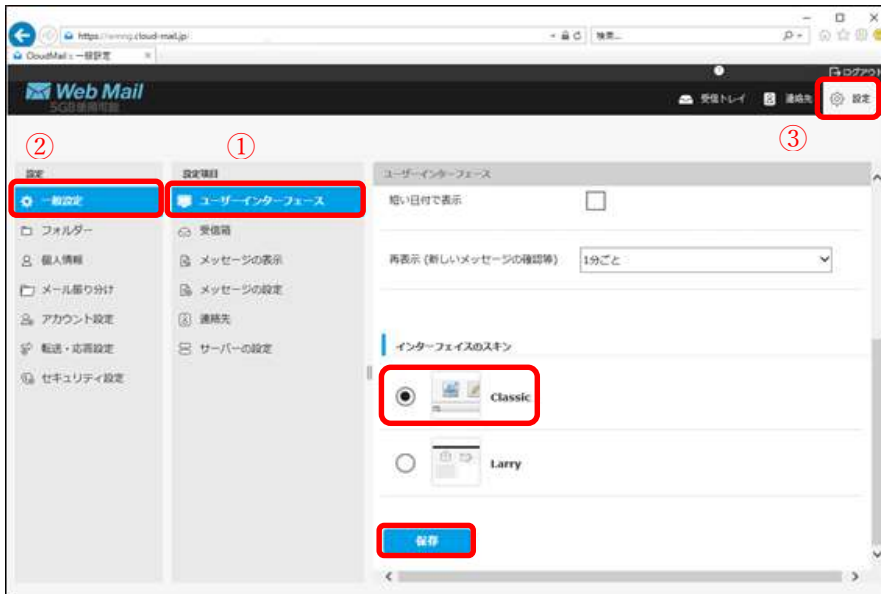 https://wmng.cloud-mail.jp
検索...
CloudMail :: 一般設定
ログアウト
Web Mail
5GB使用可能
受信トレイ
連絡先
設定
②
①
③
設定
設定項目
ユーザーインターフェース
一般設定
フォルダー
個人情報
メール振り分け
アカウント設定
転送・応答設定
セキュリティ設定
ユーザーインターフェース
受信箱
メッセージの表示
メッセージの設定
連絡先
サーバーの設定
短い日付で表示
再表示 (新しいメッセージの確認等)
1分ごと
インターフェイスのスキン
Classic
Larry
保存